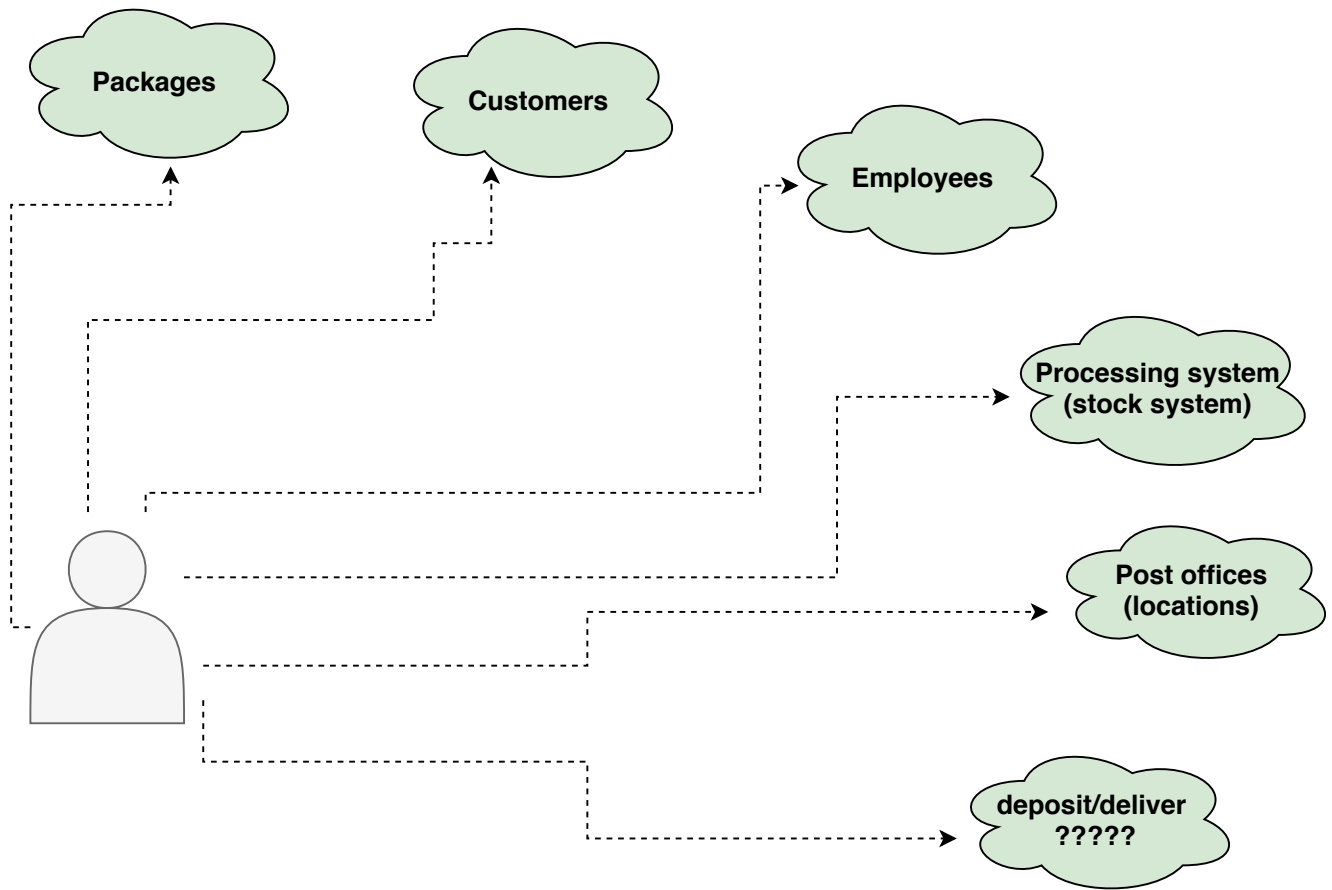 Packages
Customers
Employees
Processing system
(stock system)
Post offices
(locations)
deposit/deliver
?????